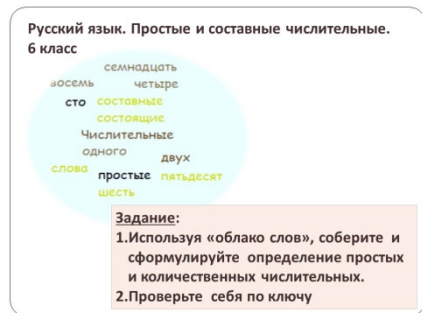 Русский язык. Простые и составные числительные.
6 класс
семнадцать
восемь четыре
сто составные
состоящие
Числительные
одного
двух
слова
простые пятьдесят
шесть
Задание:
1.Используя «облако слов», соберите и
сформулируйте определение простых
и количественных числительных.
2.Проверьте себя по ключу